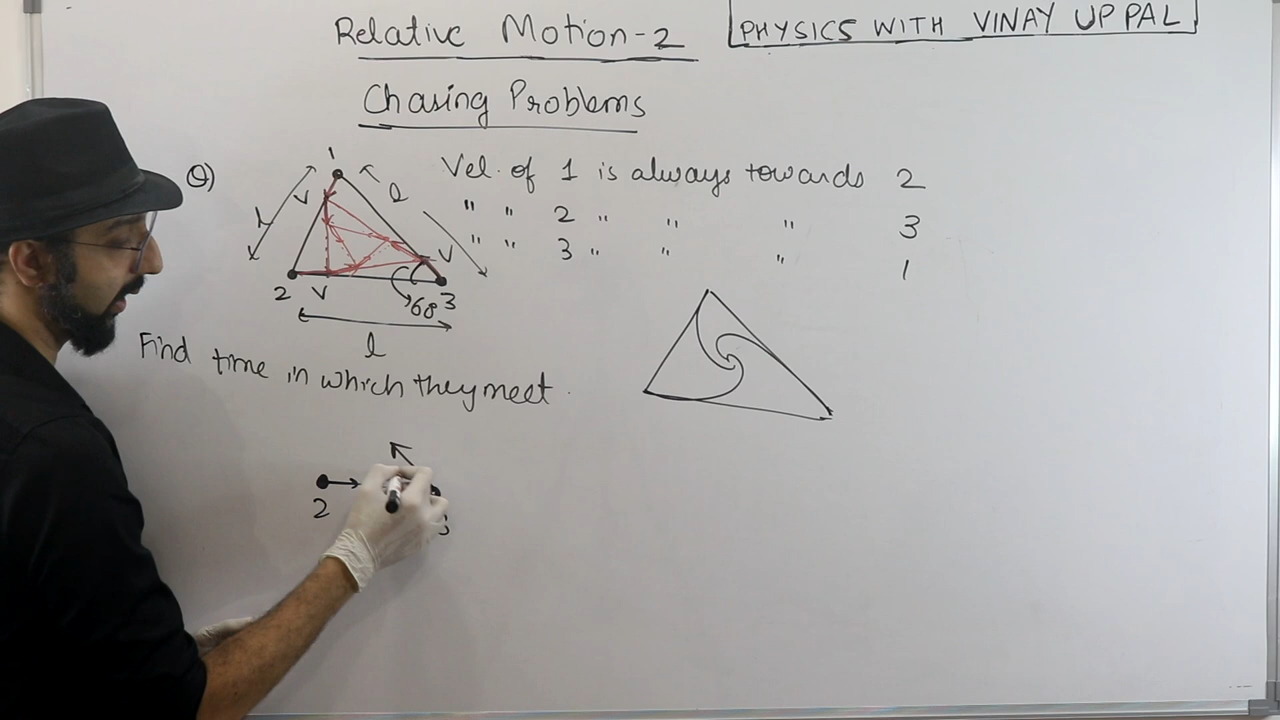 Relative Motion-2
PHYSICS WITH VINAY UPPAL
Chasing Problems
Q)
1
l
l
V
V
2 V
60 3
l
Vel. of 1 is always towards 2
" " 2 " " " 3
" " 3 " " " 1
Find time in which they meet.
2
3